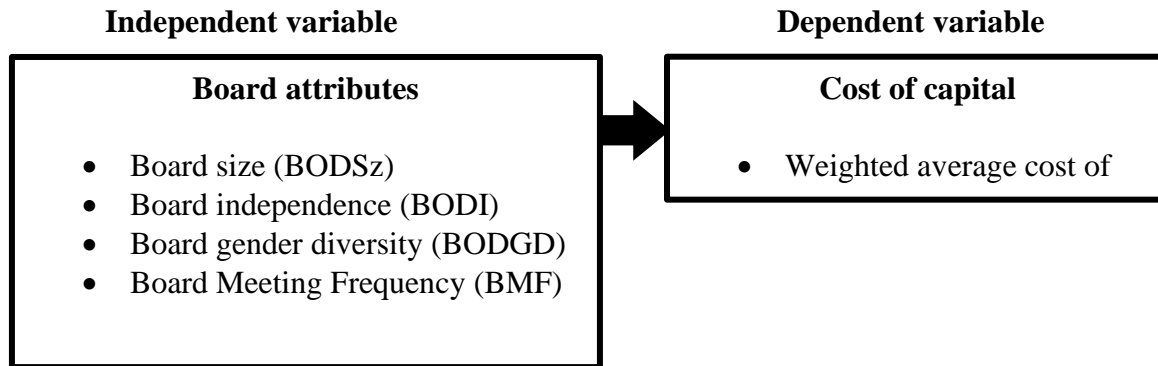 Independent variable
Board attributes
• Board size (BODSz)
• Board independence (BODI)
• Board gender diversity (BODGD)
• Board Meeting Frequency (BMF)
Dependent variable
Cost of capital
• Weighted average cost of